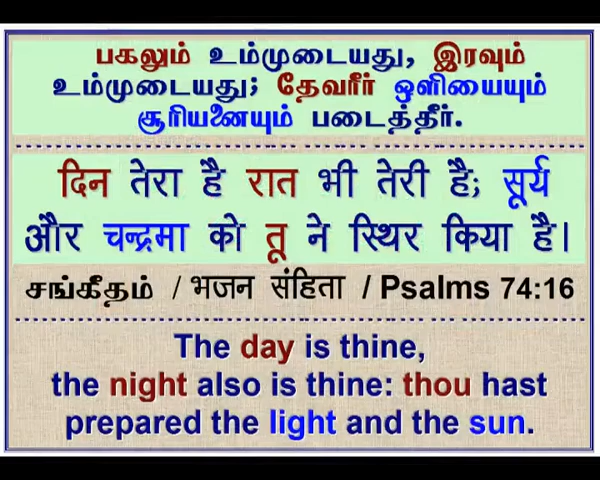 பகலும் உம்முடையது, இரவும்
உம்முடையது; தேவரீர் ஒளியையும்
சூரியனையும் படைத்தீர்.
दिन तेरा है रात भी तेरी है; सूर्य
और चन्द्रमा को तू ने स्थिर किया है।
சங்கீதம் / भजन संहिता / Psalms 74:16
The day is thine,
the night also is thine: thou hast
prepared the light and the sun.